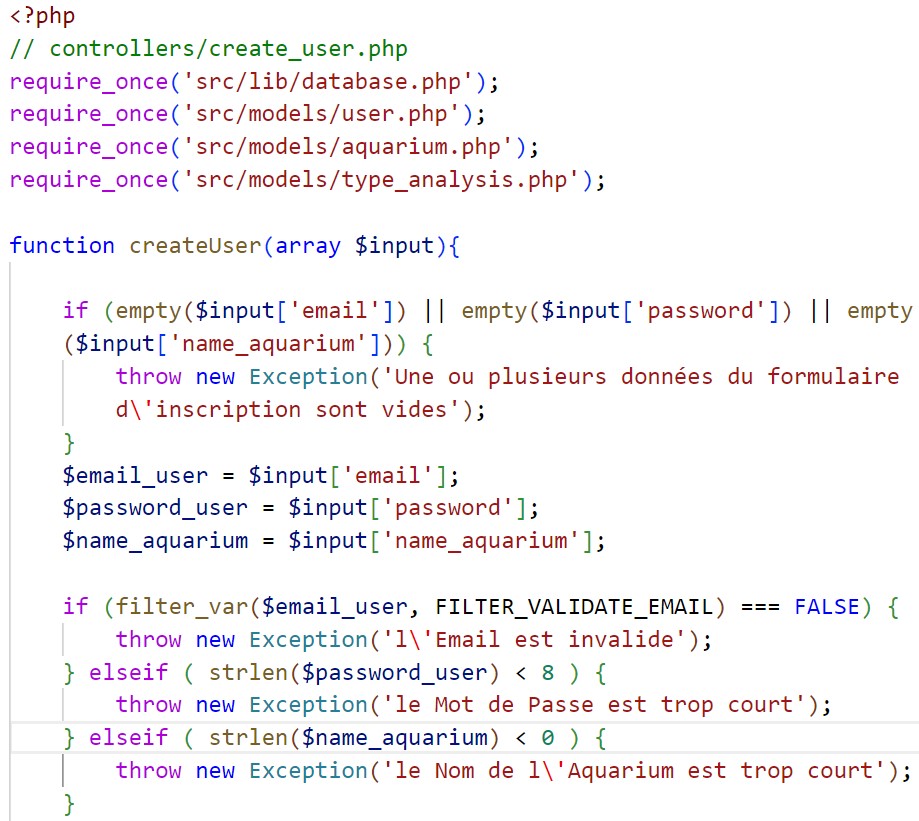 <?php
// controllers/create_user.php
require_once('src/lib/database.php');
require_once('src/models/user.php');
require_once('src/models/aquarium.php');
require_once('src/models/type_analysis.php');
function createUser(array $input){
if (empty($input['email']) || empty($input['password']) || empty
($input['name_aquarium'])) {
throw new Exception('Une ou plusieurs données du formulaire
d\'inscription sont vides');
}
$email_user = $input['email'];
$password_user = $input['password'];
$name_aquarium = $input['name_aquarium'];
if (filter_var($email_user, FILTER_VALIDATE_EMAIL) === FALSE) {
throw new Exception('l\'Email est invalide');
} elseif ( strlen($password_user) < 8 ) {
throw new Exception('le Mot de Passe est trop court');
} elseif ( strlen($name_aquarium) < 0 ) {
throw new Exception('le Nom de l\'Aquarium est trop court');
}